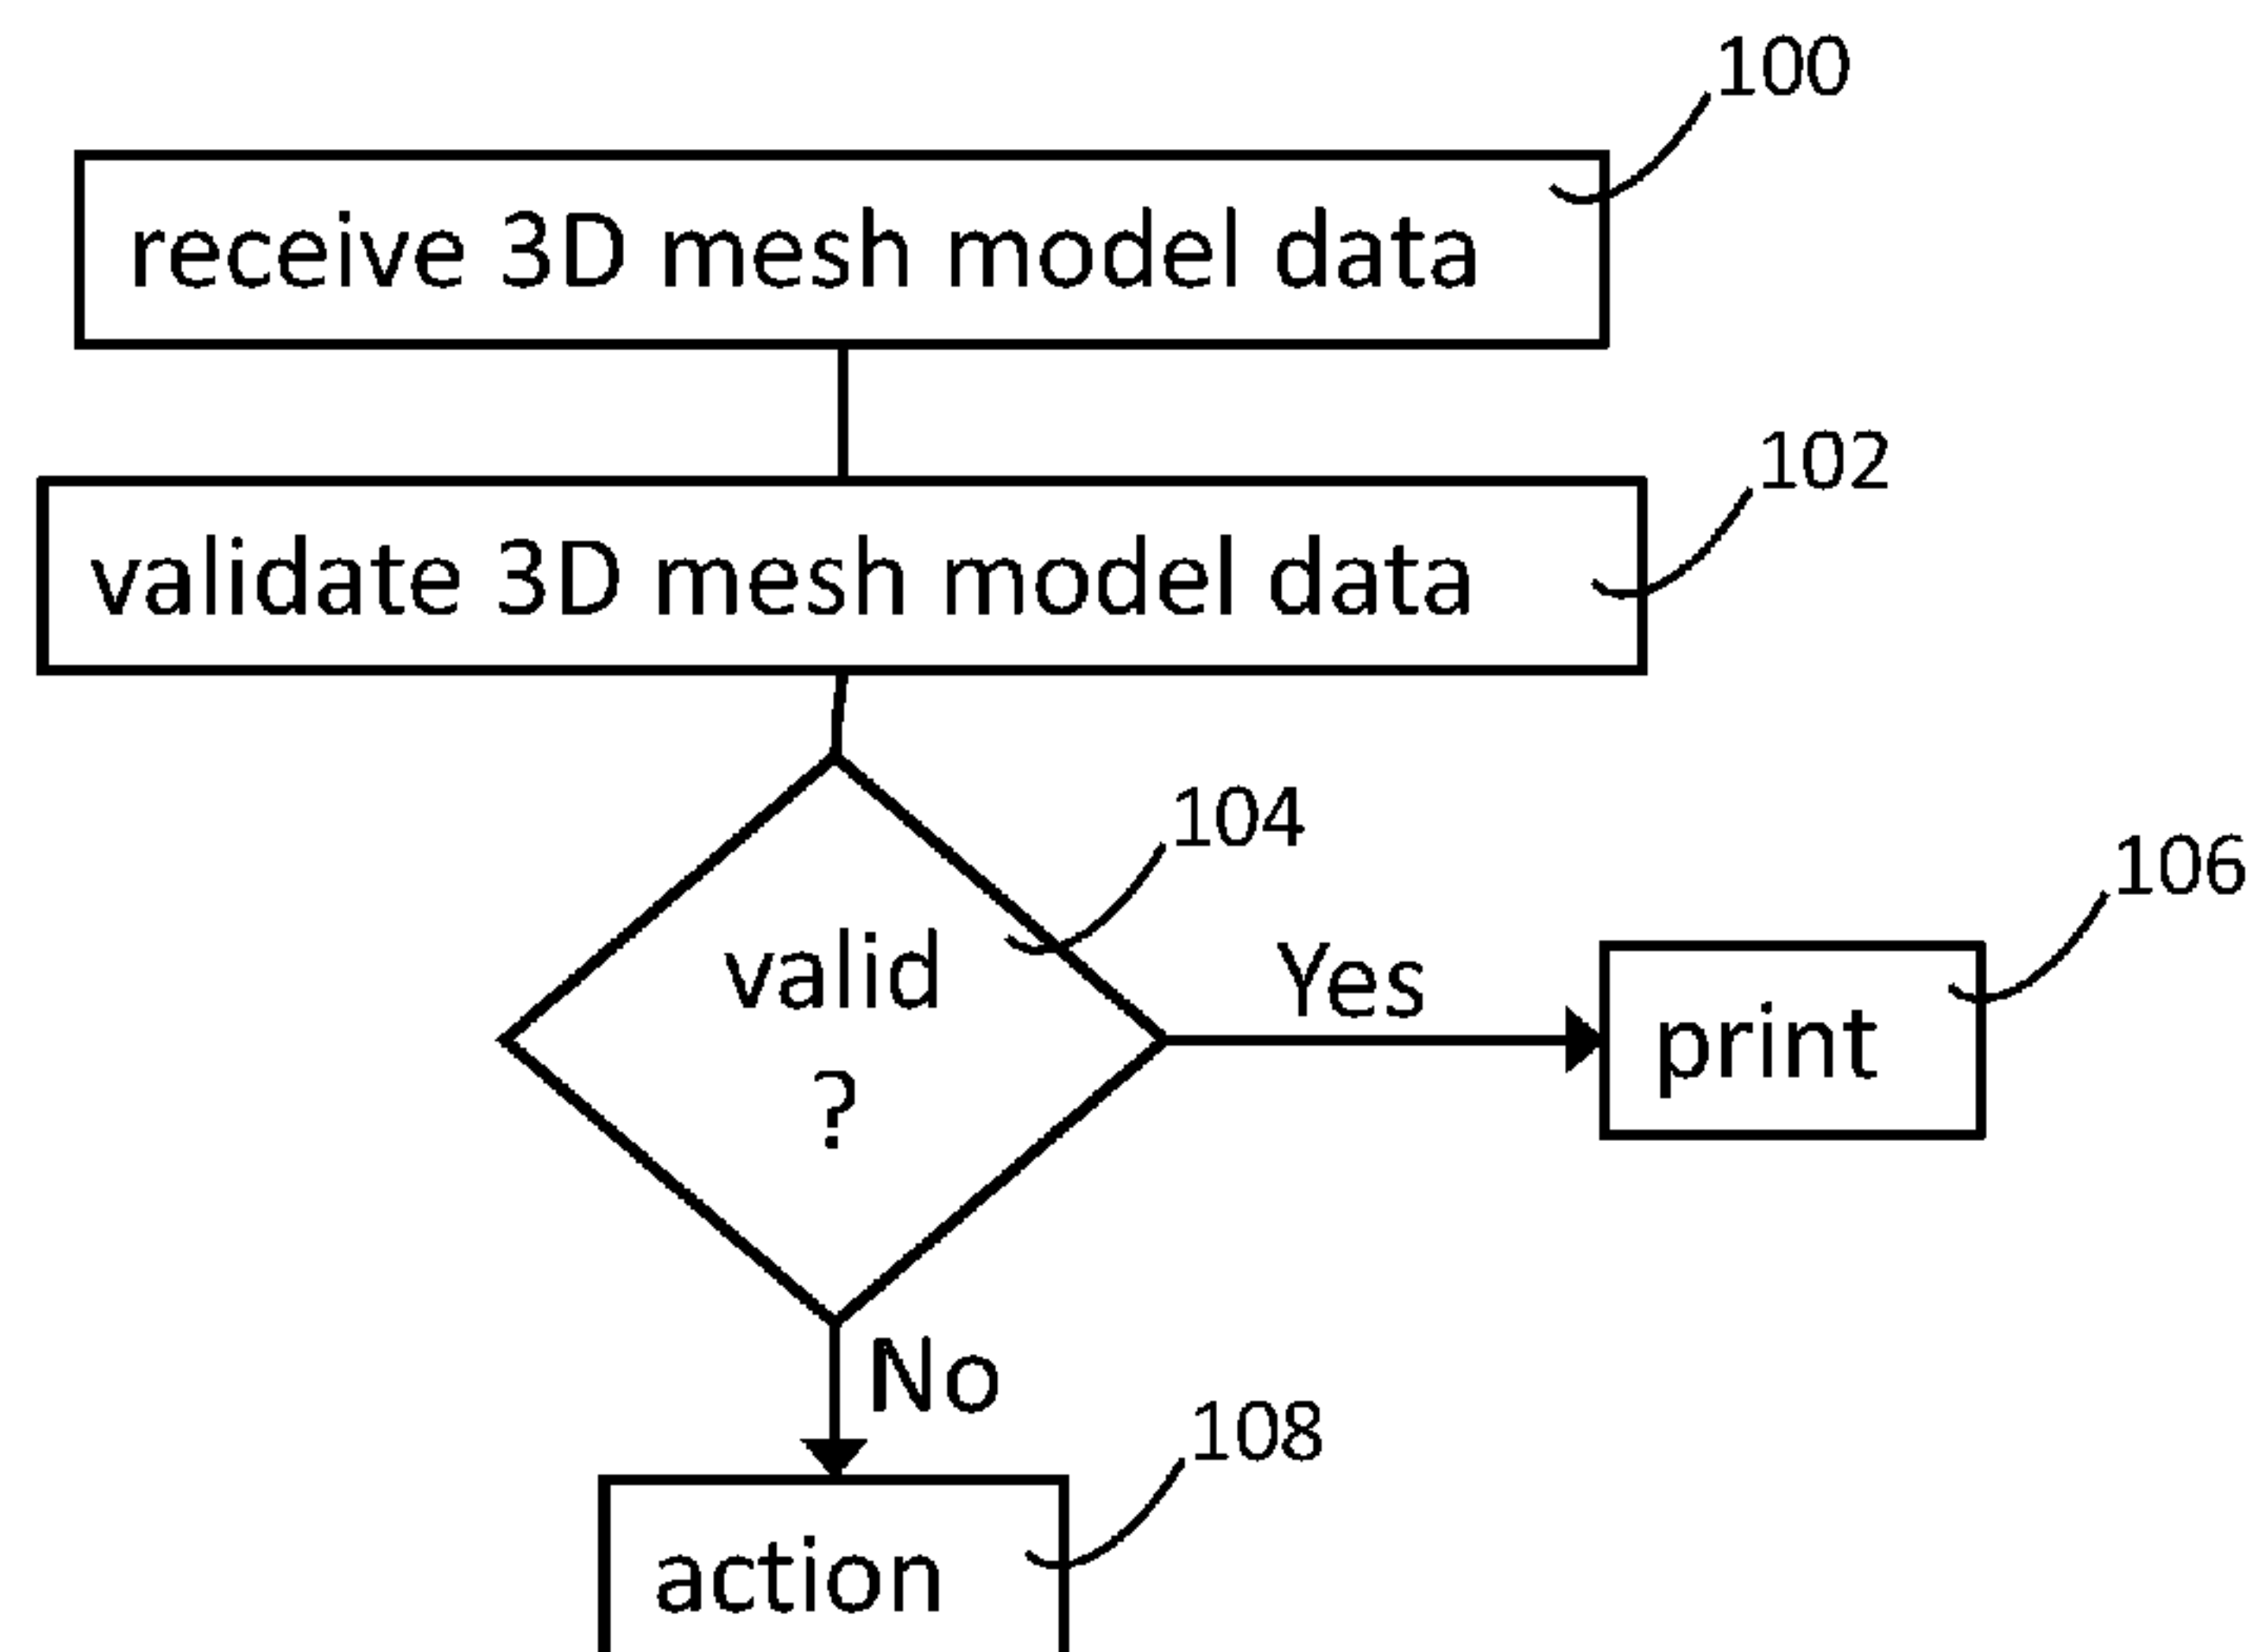 100
receive 3D mesh model data
102
validate 3D mesh model data
104
valid
?
Yes
106
print
No
108
action